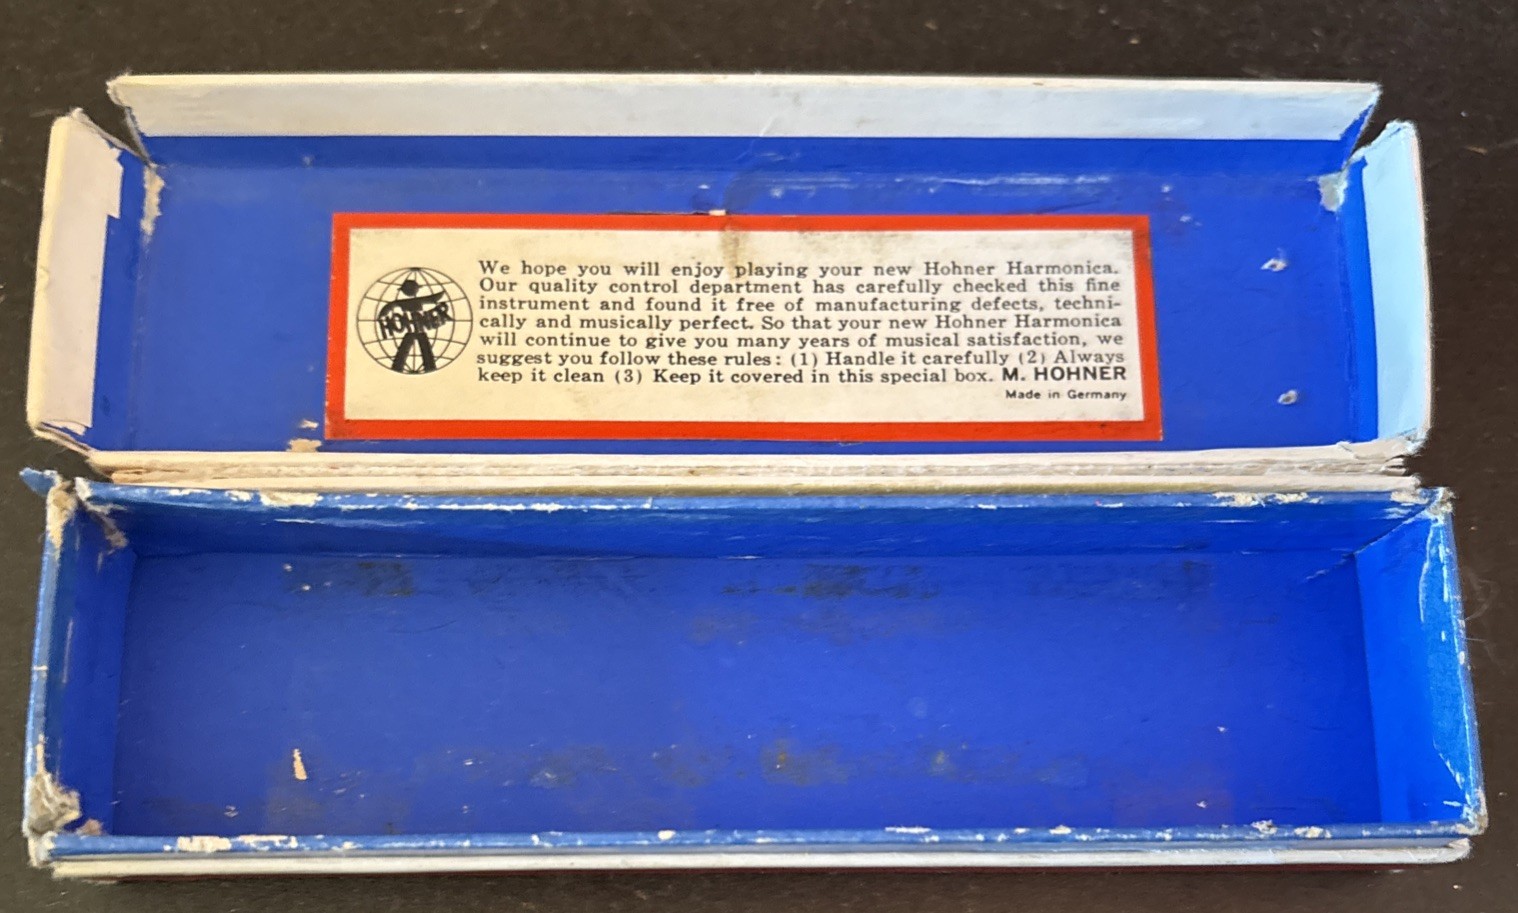 HOHNER
We hope you will enjoy playing your new Hohner Harmonica.
Our quality control department has carefully checked this fine
instrument and found it free of manufacturing defects, techni-
cally and musically perfect. So that your new Hohner Harmonica
will continue to give you many years of musical satisfaction, we
suggest you follow these rules: (1) Handle it carefully (2) Always
keep it clean (3) Keep it covered in this special box. M. HOHNER
Made in Germany